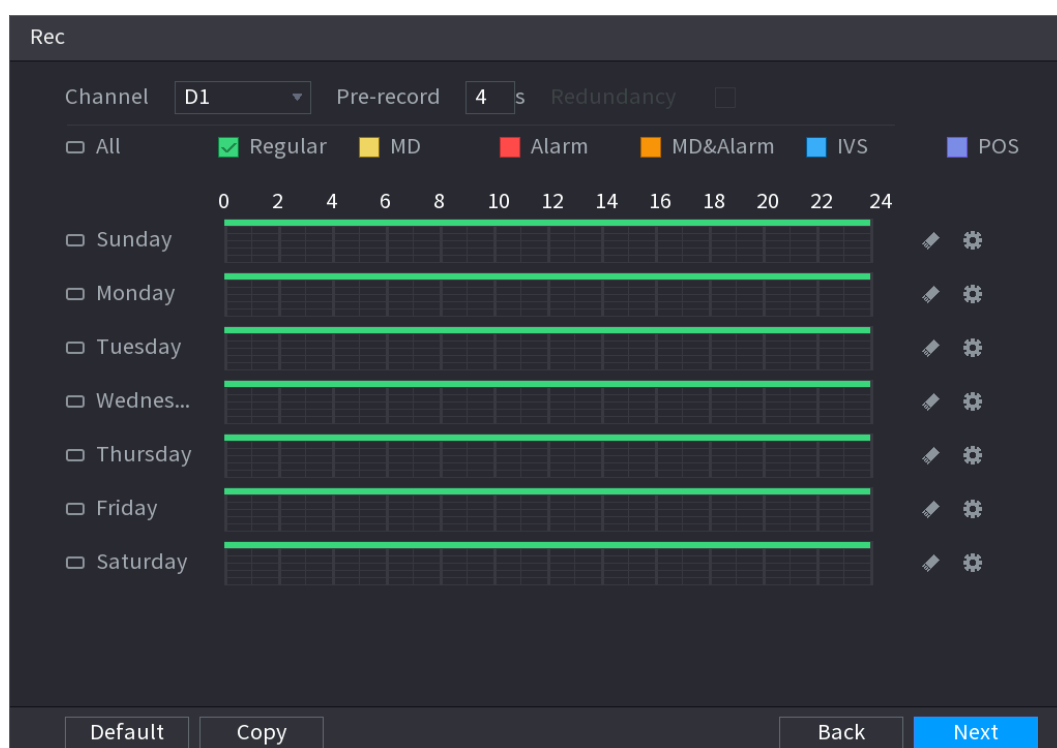 Rec
Channel D1 Pre-record 4 s Redundancy
All Regular MD Alarm MD&Alarm IVS POS
0 2 4 6 8 10 12 14 16 18 20 22 24
Sunday
Monday
Tuesday
Wednes...
Thursday
Friday
Saturday
Default Copy Back Next